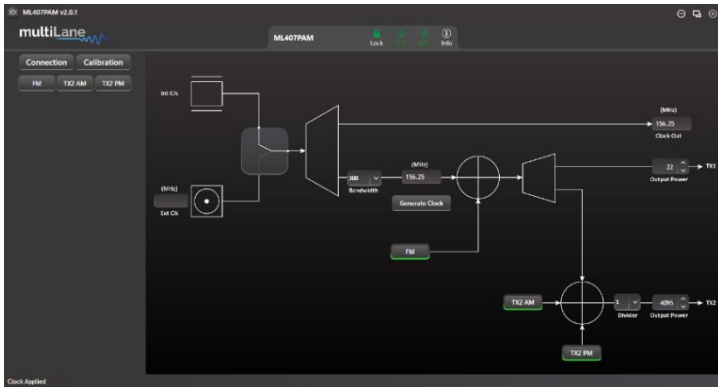 ML407PAM v2.0.1
multiLane
ML407PAM
Lock
Info
Connection Calibration
FM TX2 AM TX2 PM
Int Clk
(MHz)
156.25
Clock Out
(MHz)
300
156.25
Bandwidth
22
TX1
Output Power
(MHz)
Ext Clk
Generate Clock
FM
TX2 AM
1
4095
TX2
Divider
Output Power
TX2 PM
Clock Applied